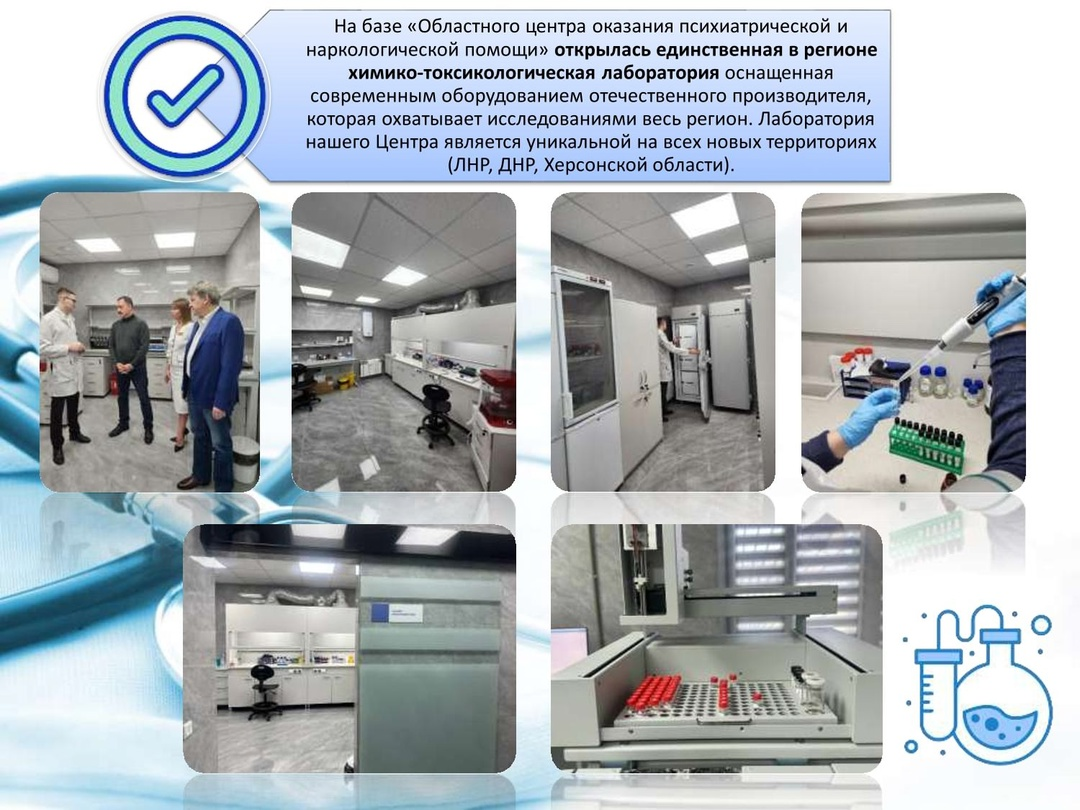 На базе «Областного центра оказания психиатрической и
наркологической помощи» открылась единственная в регионе
химико-токсикологическая лаборатория оснащенная
современным оборудованием отечественного производителя,
которая охватывает исследованиями весь регион. Лаборатория
нашего Центра является уникальной на всех новых территориях
(ЛНР, ДНР, Херсонской области).